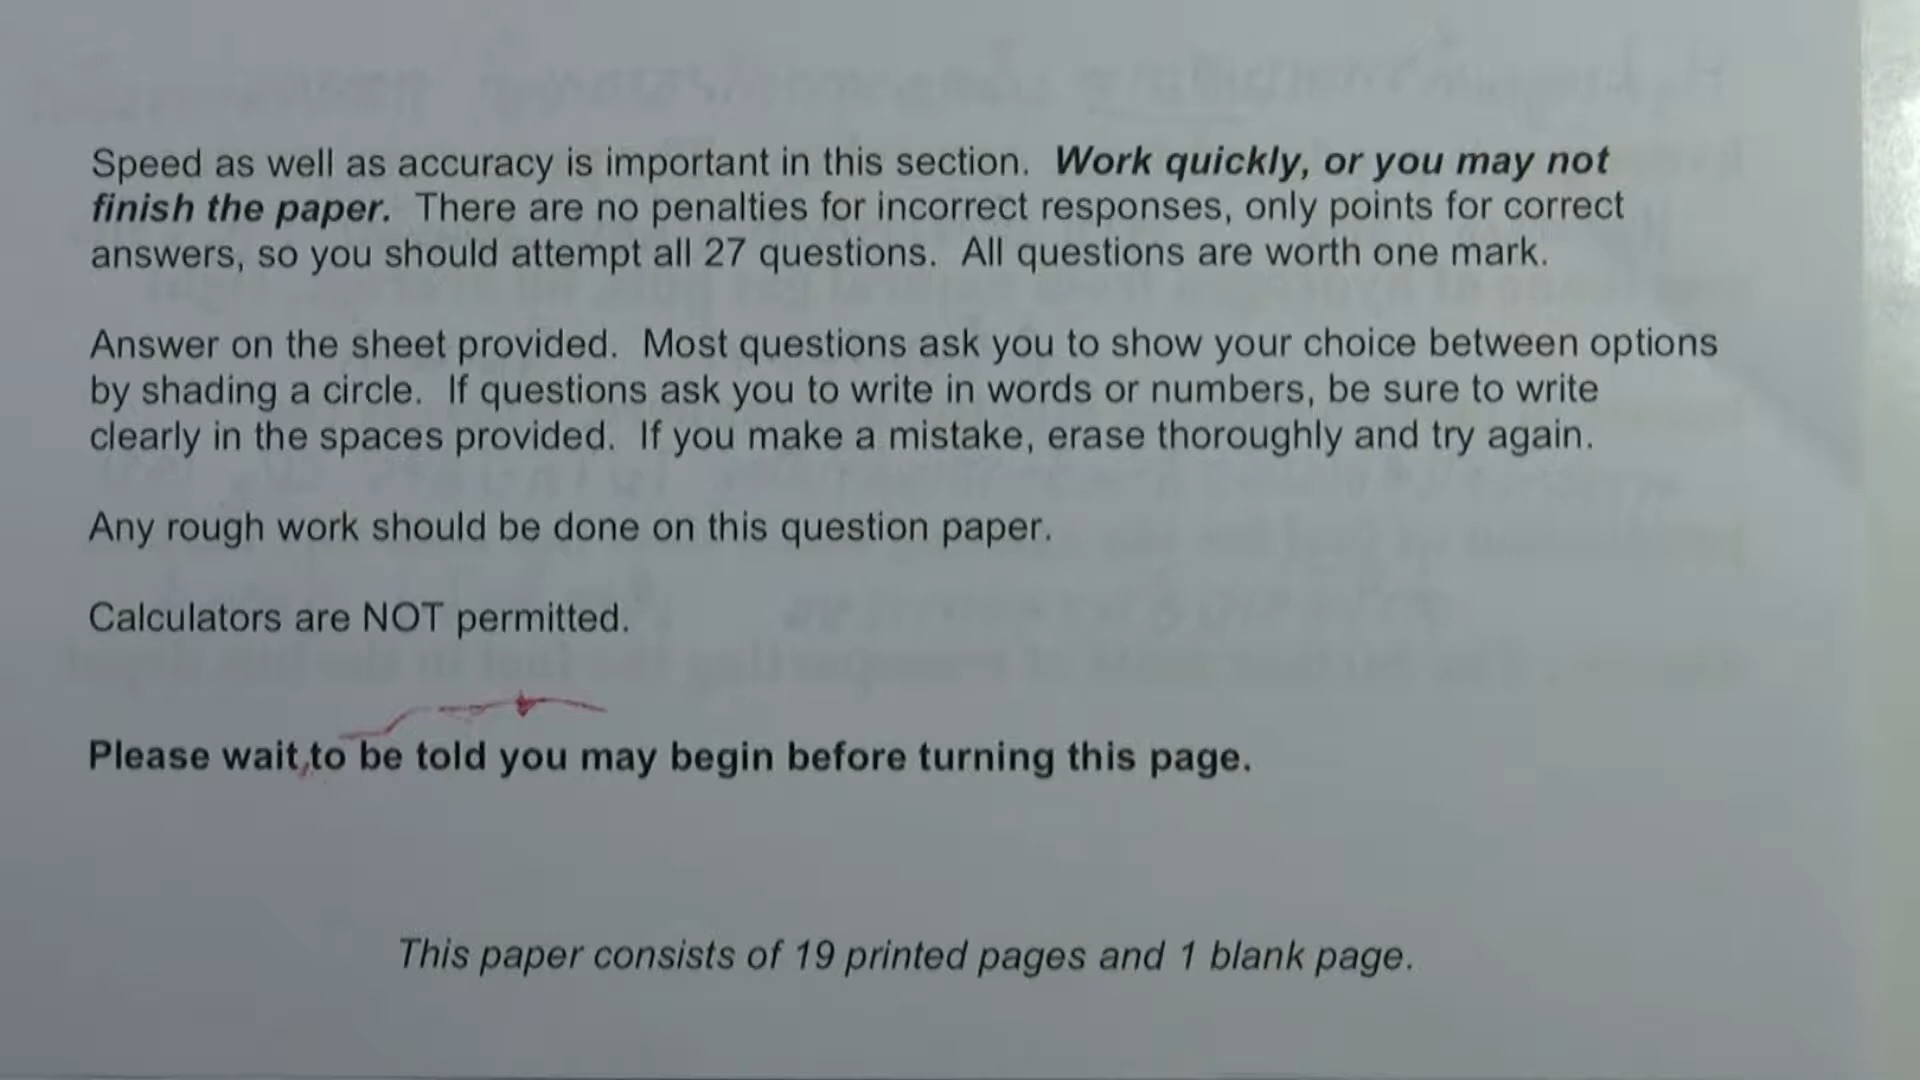 Speed as well as accuracy is important in this section. Work quickly, or you may not
finish the paper. There are no penalties for incorrect responses, only points for correct
answers, so you should attempt all 27 questions. All questions are worth one mark.
Answer on the sheet provided. Most questions ask you to show your choice between options
by shading a circle. If questions ask you to write in words or numbers, be sure to write
clearly in the spaces provided. If you make a mistake, erase thoroughly and try again.
Any rough work should be done on this question paper.
Calculators are NOT permitted.
Please wait to be told you may begin before turning this page.
This paper consists of 19 printed pages and 1 blank page.